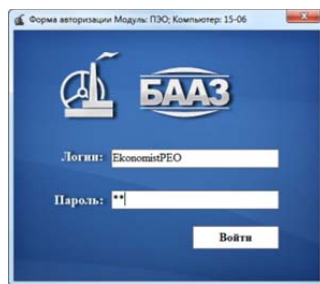 Форма авторизации Модуль: ПЭО; Компьютер: 15-06
БААЗ
Логин: EkonomistPEO
Пароль: **
Войти